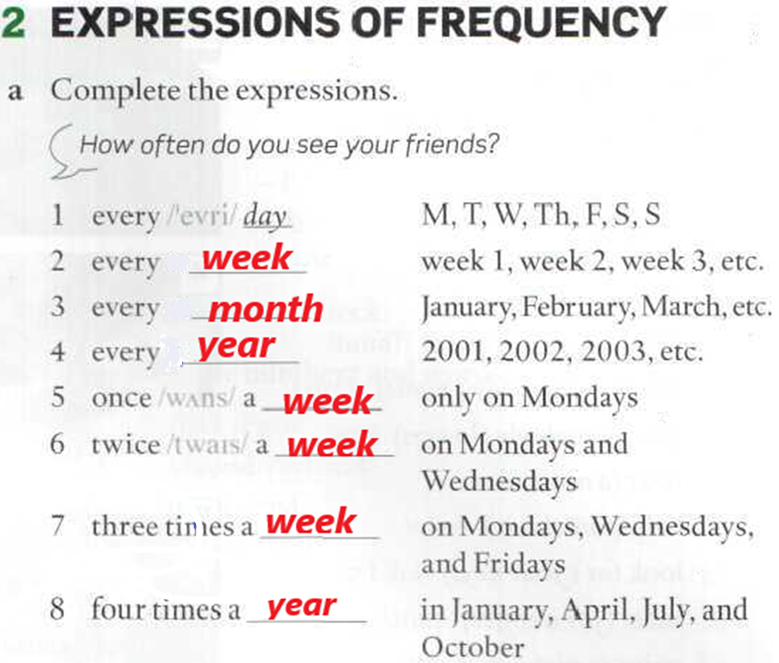 2 EXPRESSIONS OF FREQUENCY
a Complete the expressions.
How often do you see your friends?
1 every /'evri/ day M, T, W, Th, F, S, S
2 every week week 1, week 2, week 3, etc.
3 every month January, February, March, etc.
4 every year 2001, 2002, 2003, etc.
5 once /wʌns/ a week only on Mondays
6 twice /twaɪs/ a week on Mondays and
Wednesdays
7 three times a week on Mondays, Wednesdays,
and Fridays
8 four times a year in January, April, July, and
October